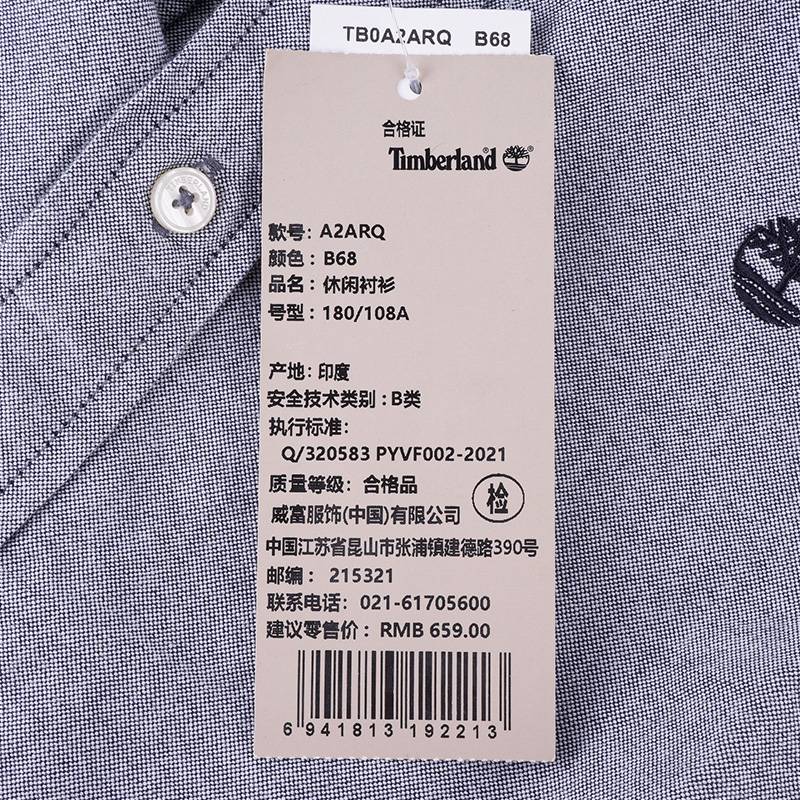 TB0A2ARQ B68
合格证
Timberland®
款号: A2ARQ
颜色: B68
品名: 休闲衬衫
号型: 180/108A
产地: 印度
安全技术类别: B类
执行标准:
Q/320583 PYVF002-2021
质量等级: 合格品
检
威富服饰(中国)有限公司
中国江苏省昆山市张浦镇建德路390号
邮编: 215321
联系电话: 021-61705600
建议零售价: RMB 659.00
6 941813 192213